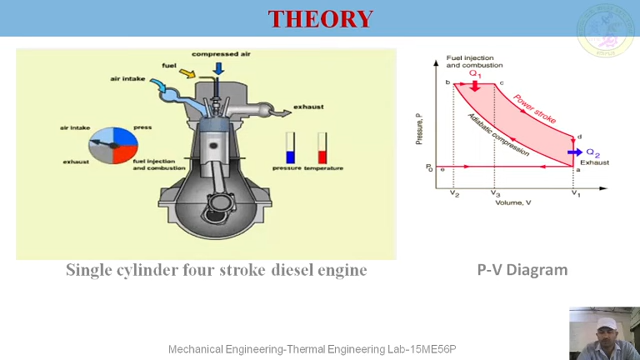 THEORY
compressed air
fuel
air intake
exhaust
air intake
press
exhaust
fuel injection
and combustion
pressure temperature
Single cylinder four stroke diesel engine
Fuel injection
and combustion
Q1
b
c
Power stroke
Adiabatic compression
Pressure, P
d
Q2
Exhaust
e
a
V2
V3
V1
Volume, V
P-V Diagram
Mechanical Engineering-Thermal Engineering Lab-15ME56P